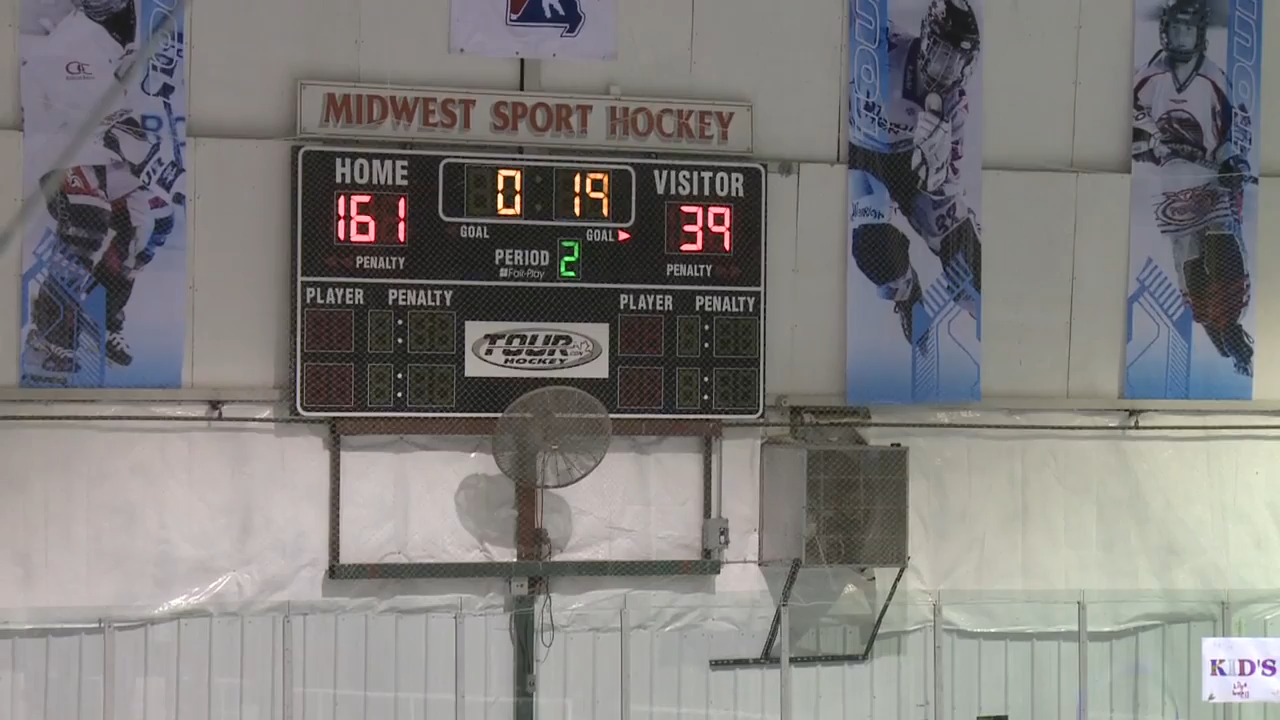 MIDWEST SPORT HOCKEY
HOME
0 : 19
VISITOR
161
39
GOAL
GOAL
PERIOD 2
Fair-Play
PENALTY
PENALTY
PLAYER PENALTY
PLAYER PENALTY
TOUR
HOCKEY
KID'S